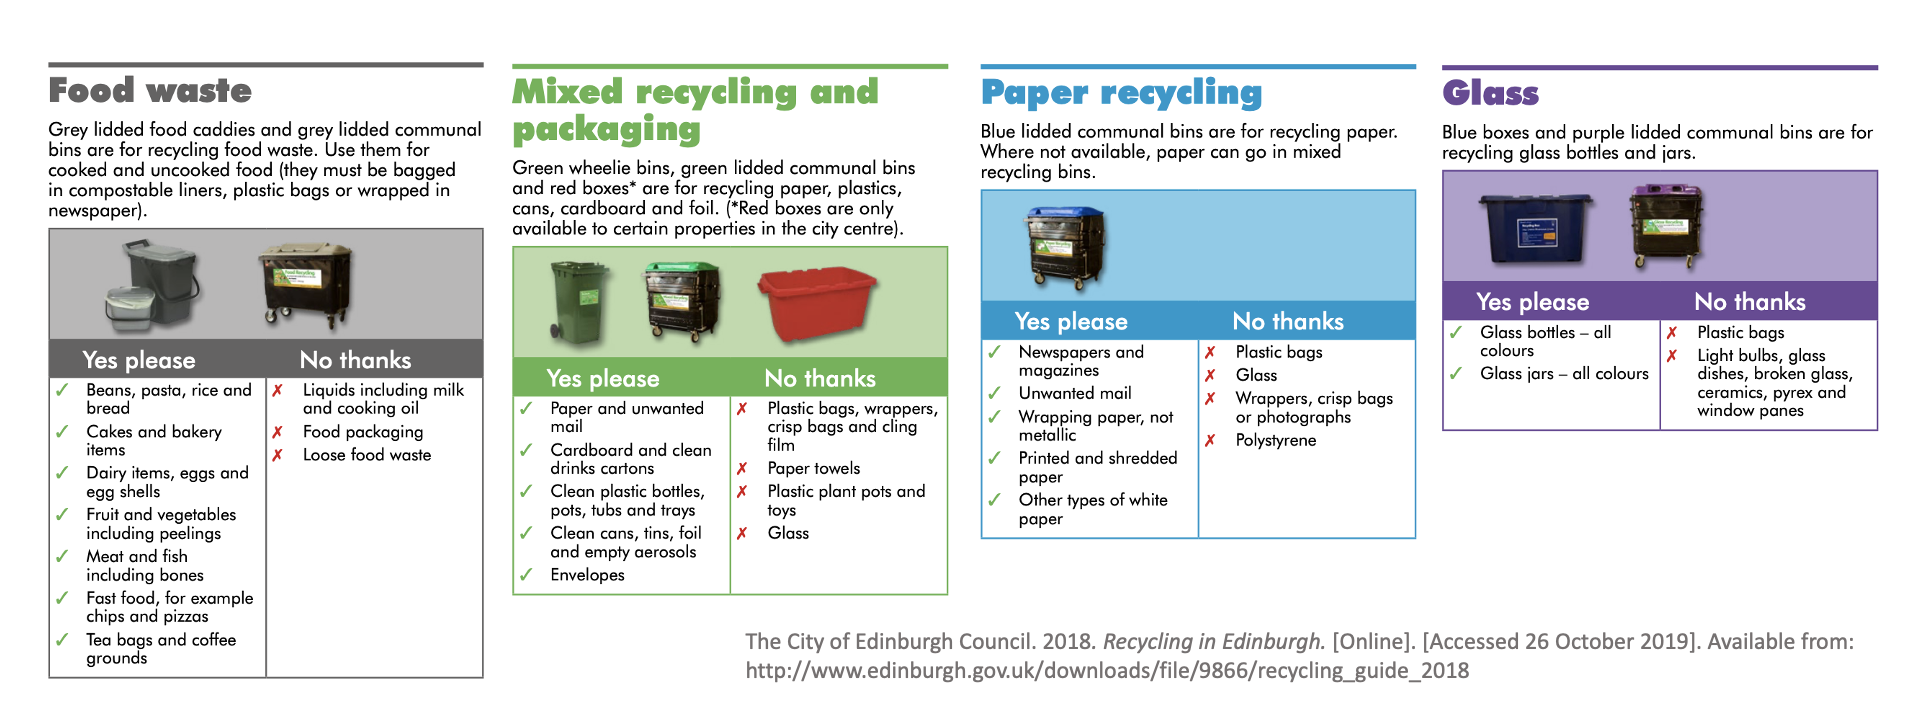 Food waste
Grey lidded food caddies and grey lidded communal
bins are for recycling food waste. Use them for
cooked and uncooked food (they must be bagged
in compostable liners, plastic bags or wrapped in
newspaper).
Yes please
Beans, pasta, rice and
bread
Cakes and bakery
items
Dairy items, eggs and
egg shells
Fruit and vegetables
including peelings
Meat and fish
including bones
Fast food, for example
chips and pizzas
Tea bags and coffee
grounds
No thanks
Liquids including milk
and cooking oil
Food packaging
Loose food waste
Mixed recycling and
packaging
Green wheelie bins, green lidded communal bins
and red boxes* are for recycling paper, plastics,
cans, cardboard and foil. (*Red boxes are only
available to certain properties in the city centre).
Yes please
Paper and unwanted
mail
Cardboard and clean
drinks cartons
Clean plastic bottles,
pots, tubs and trays
Clean cans, tins, foil
and empty aerosols
Envelopes
No thanks
Plastic bags, wrappers,
crisp bags and cling
film
Paper towels
Plastic plant pots and
toys
Glass
Paper recycling
Blue lidded communal bins are for recycling paper.
Where not available, paper can go in mixed
recycling bins.
Yes please
Newspapers and
magazines
Unwanted mail
Wrapping paper, not
metallic
Printed and shredded
paper
Other types of white
paper
No thanks
Plastic bags
Glass
Wrappers, crisp bags
or photographs
Polystyrene
Glass
Blue boxes and purple lidded communal bins are for
recycling glass bottles and jars.
Yes please
Glass bottles – all
colours
Glass jars – all colours
No thanks
Plastic bags
Light bulbs, glass
dishes, broken glass,
ceramics, pyrex and
window panes
The City of Edinburgh Council. 2018. Recycling in Edinburgh. [Online]. [Accessed 26 October 2019]. Available from:
http://www.edinburgh.gov.uk/downloads/file/9866/recycling_guide_2018